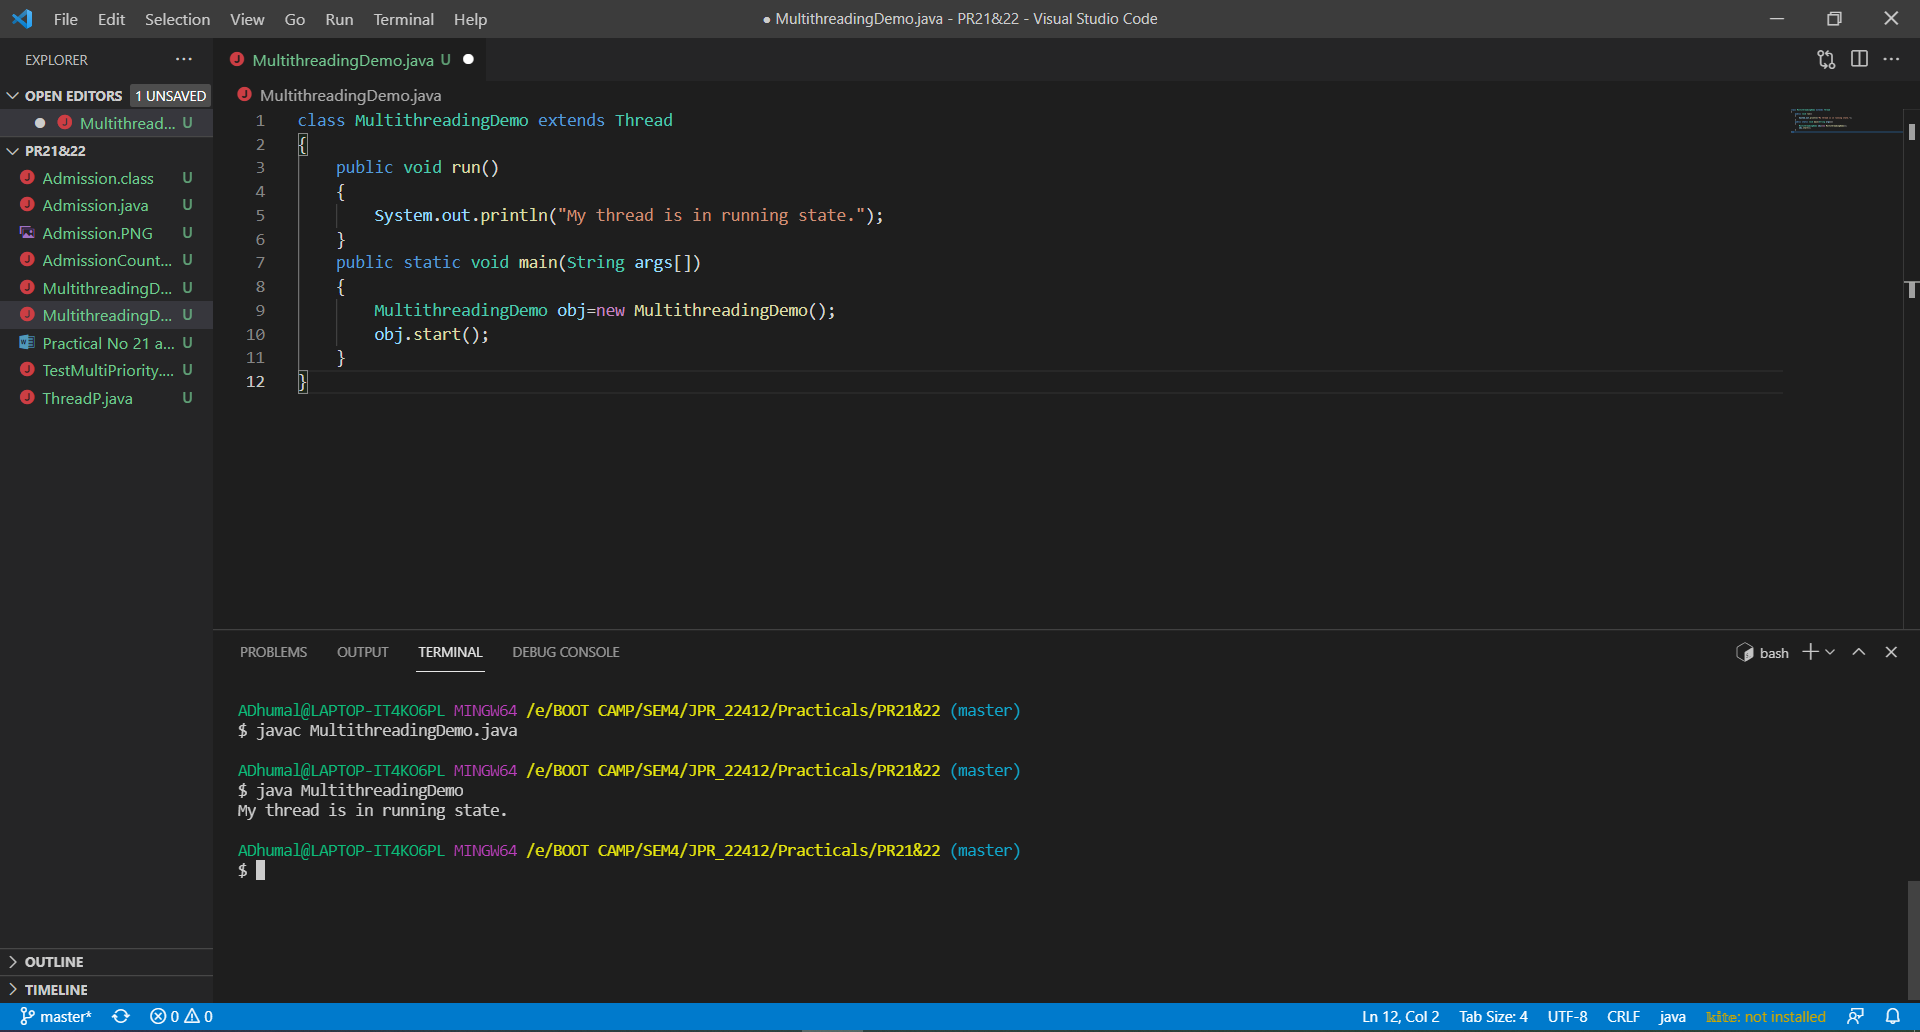 File Edit Selection View Go Run Terminal Help
● MultithreadingDemo.java - PR21&22 - Visual Studio Code
EXPLORER
OPEN EDITORS 1 UNSAVED
Multithread... U
PR21&22
Admission.class U
Admission.java U
Admission.PNG U
AdmissionCount... U
MultithreadingD... U
MultithreadingD... U
Practical No 21 a... U
TestMultiPriority.... U
ThreadP.java U
OUTLINE
TIMELINE
MultithreadingDemo.java U
MultithreadingDemo.java
1 class MultithreadingDemo extends Thread
2 {
3 public void run()
4 {
5 System.out.println("My thread is in running state.");
6 }
7 public static void main(String args[])
8 {
9 MultithreadingDemo obj=new MultithreadingDemo();
10 obj.start();
11 }
12 }
PROBLEMS OUTPUT TERMINAL DEBUG CONSOLE
bash
ADhumal@LAPTOP-IT4KO6PL MINGW64 /e/BOOT CAMP/SEM4/JPR_22412/Practicals/PR21&22 (master)
$ javac MultithreadingDemo.java
ADhumal@LAPTOP-IT4KO6PL MINGW64 /e/BOOT CAMP/SEM4/JPR_22412/Practicals/PR21&22 (master)
$ java MultithreadingDemo
My thread is in running state.
ADhumal@LAPTOP-IT4KO6PL MINGW64 /e/BOOT CAMP/SEM4/JPR_22412/Practicals/PR21&22 (master)
$
master* 0 0 Ln 12, Col 2 Tab Size: 4 UTF-8 CRLF java kite: not installed